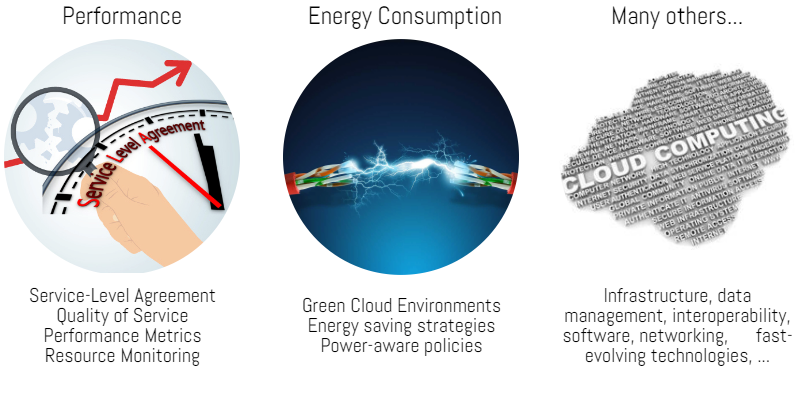 Performance
Energy Consumption
Many others...
Service Level Agreement
CLOUD COMPUTING
Service-Level Agreement
Quality of Service
Performance Metrics
Resource Monitoring
Green Cloud Environments
Energy saving strategies
Power-aware policies
Infrastructure, data
management, interoperability,
software, networking, fast-
evolving technologies, ...